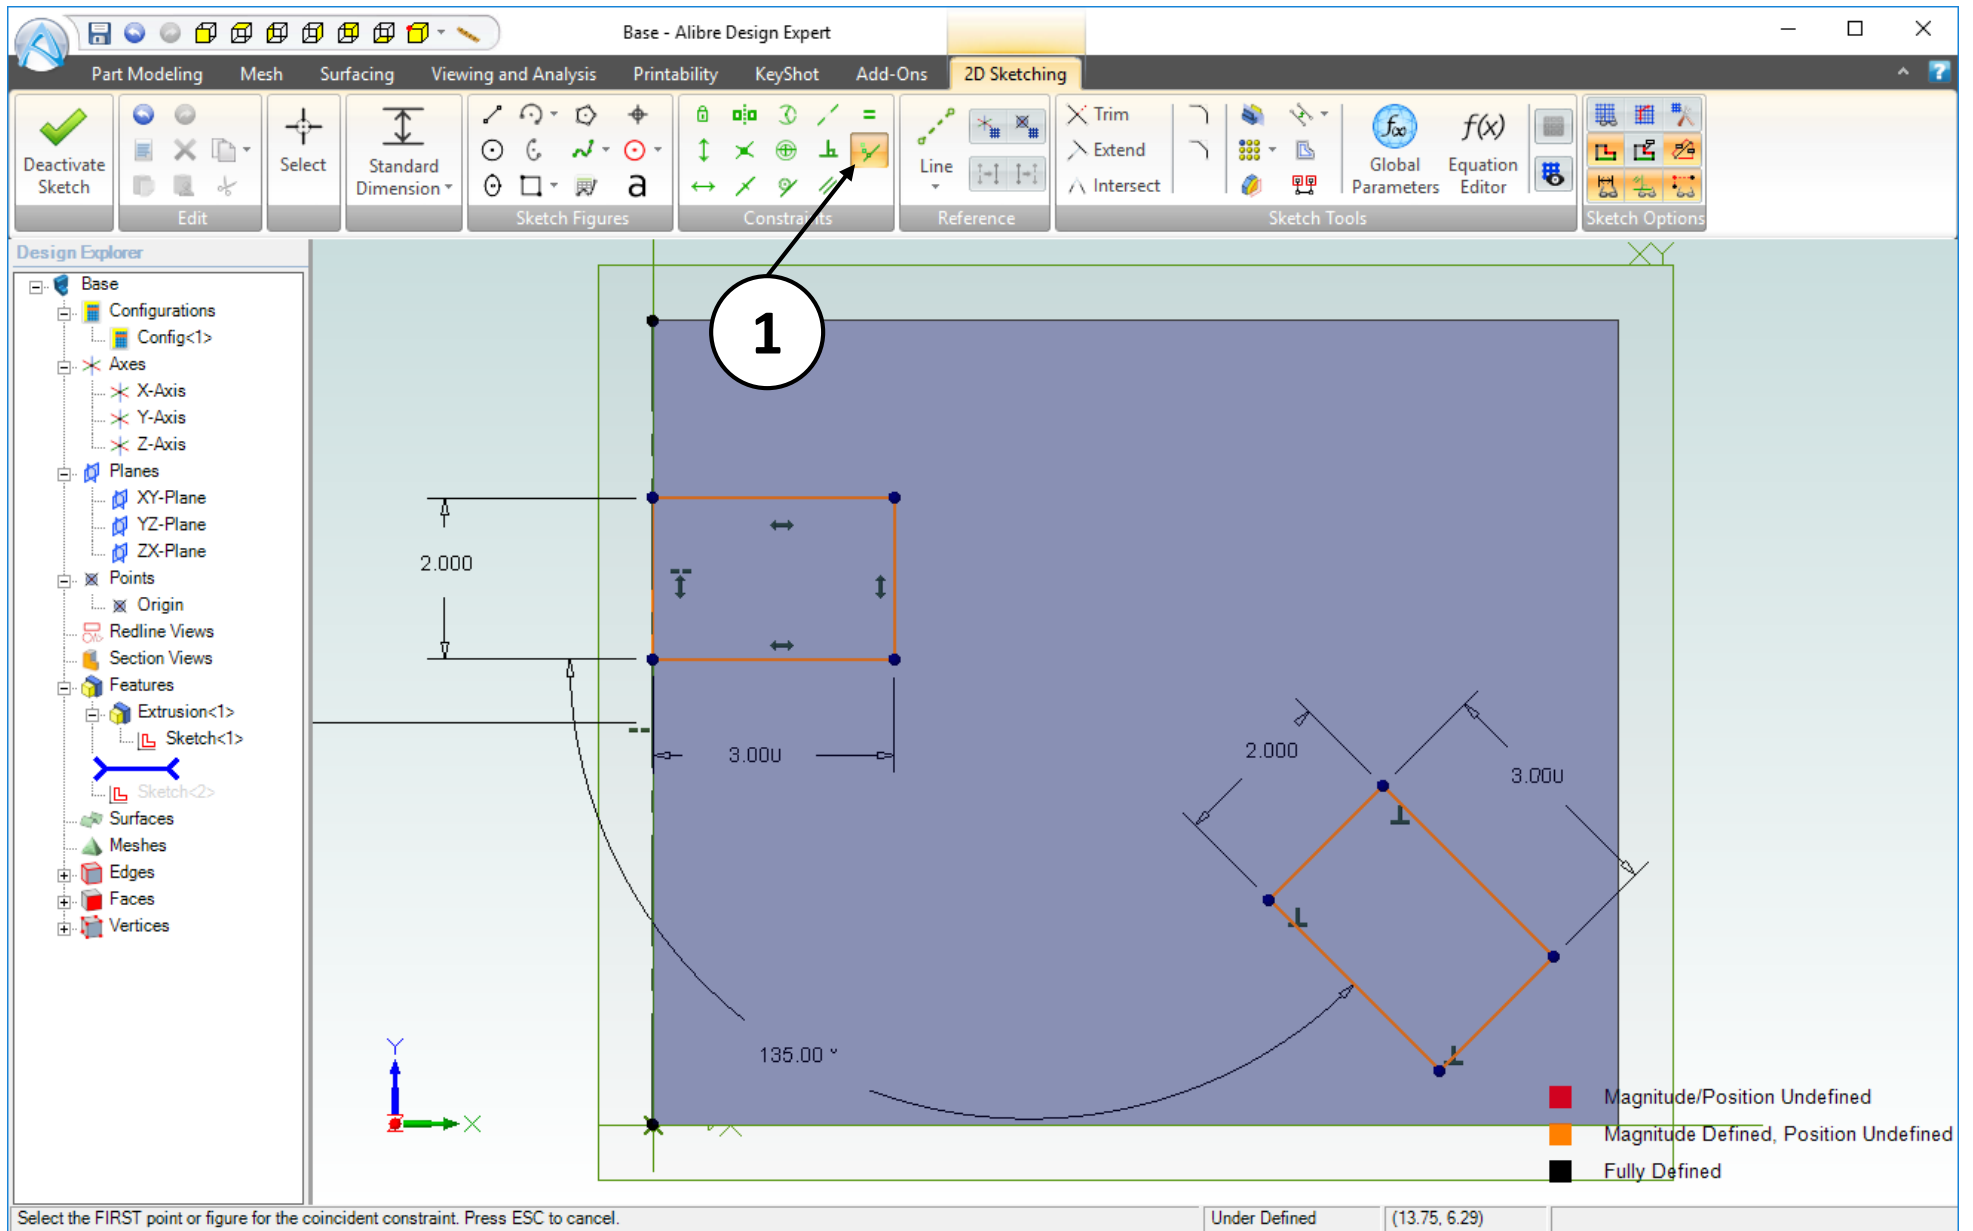 Base - Alibre Design Expert
Part Modeling Mesh Surfacing Viewing and Analysis Printability KeyShot Add-Ons 2D Sketching
Deactivate Sketch
Edit
Select
Standard Dimension
a
Sketch Figures
Constraints
Line
Reference
Trim
Extend
Intersect
Global Parameters
f(x)
Equation Editor
Sketch Tools
Sketch Options
Design Explorer
Base
Configurations
Config<1>
Axes
X-Axis
Y-Axis
Z-Axis
Planes
XY-Plane
YZ-Plane
ZX-Plane
Points
Origin
Redline Views
Section Views
Features
Extrusion<1>
Sketch<1>
Sketch<2>
Surfaces
Meshes
Edges
Faces
Vertices
XY
1
2.000
3.000
2.000
3.000
135.00 °
Y
X
X
Magnitude/Position Undefined
Magnitude Defined, Position Undefined
Fully Defined
Select the FIRST point or figure for the coincident constraint. Press ESC to cancel.
Under Defined
(13.75, 6.29)